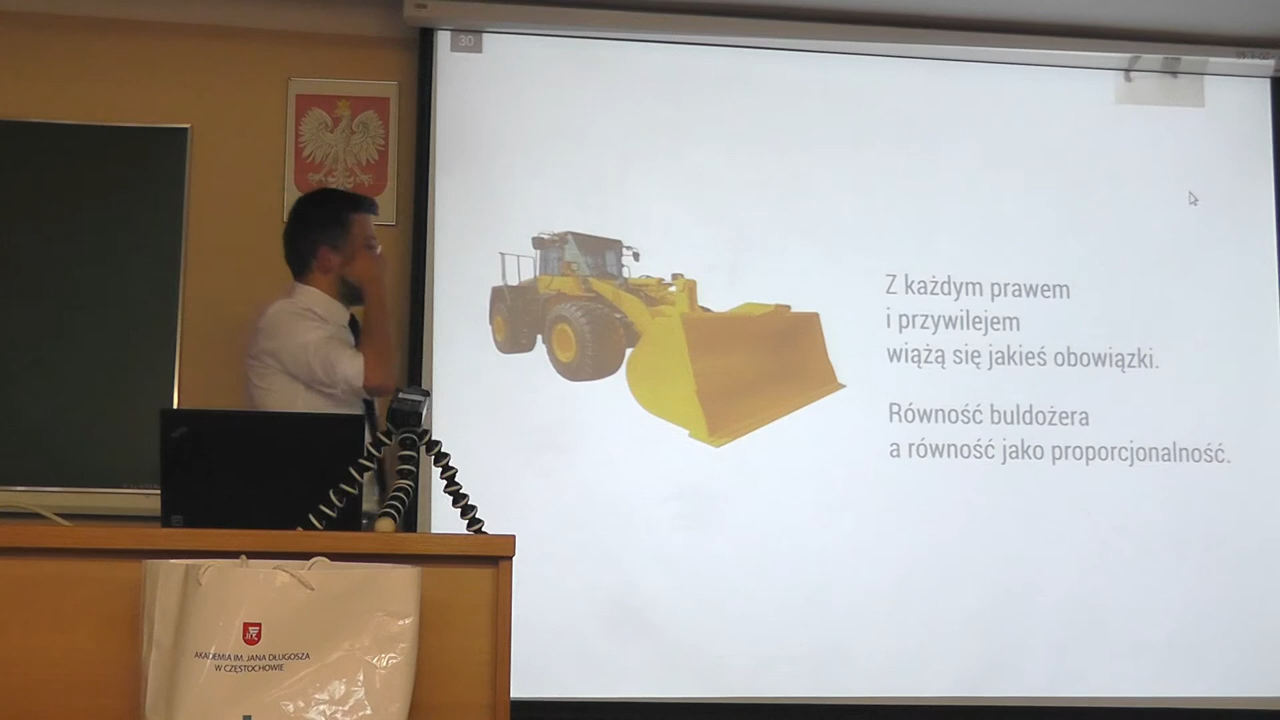 30
Z każdym prawem
i przywilejem
wiążą się jakieś obowiązki.
Równość buldożera
a równość jako proporcjonalność.
AKADEMIA IM. JANA DŁUGOSZA
W CZĘSTOCHOWIE